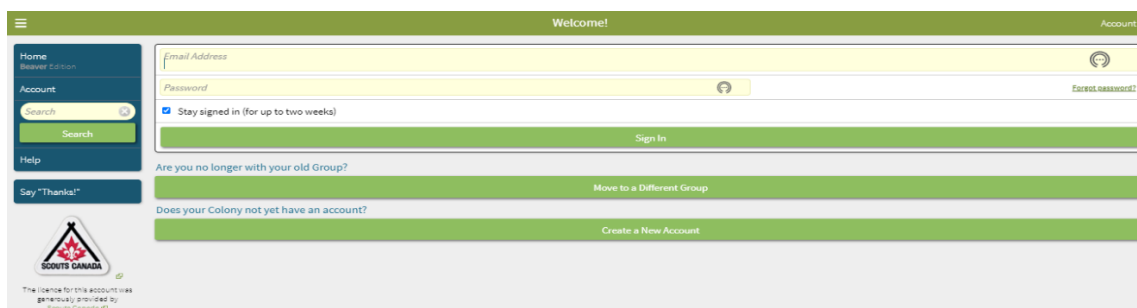 Welcome!
Account
Home
Beaver Edition
Account
Search
Search
Help
Say "Thanks!"
SCOUTS CANADA
The licence for this account was
generously provided by
Scouts Canada
Email Address
Password
Forgot password?
Stay signed in (for up to two weeks)
Sign In
Are you no longer with your old Group?
Move to a Different Group
Does your Colony not yet have an account?
Create a New Account